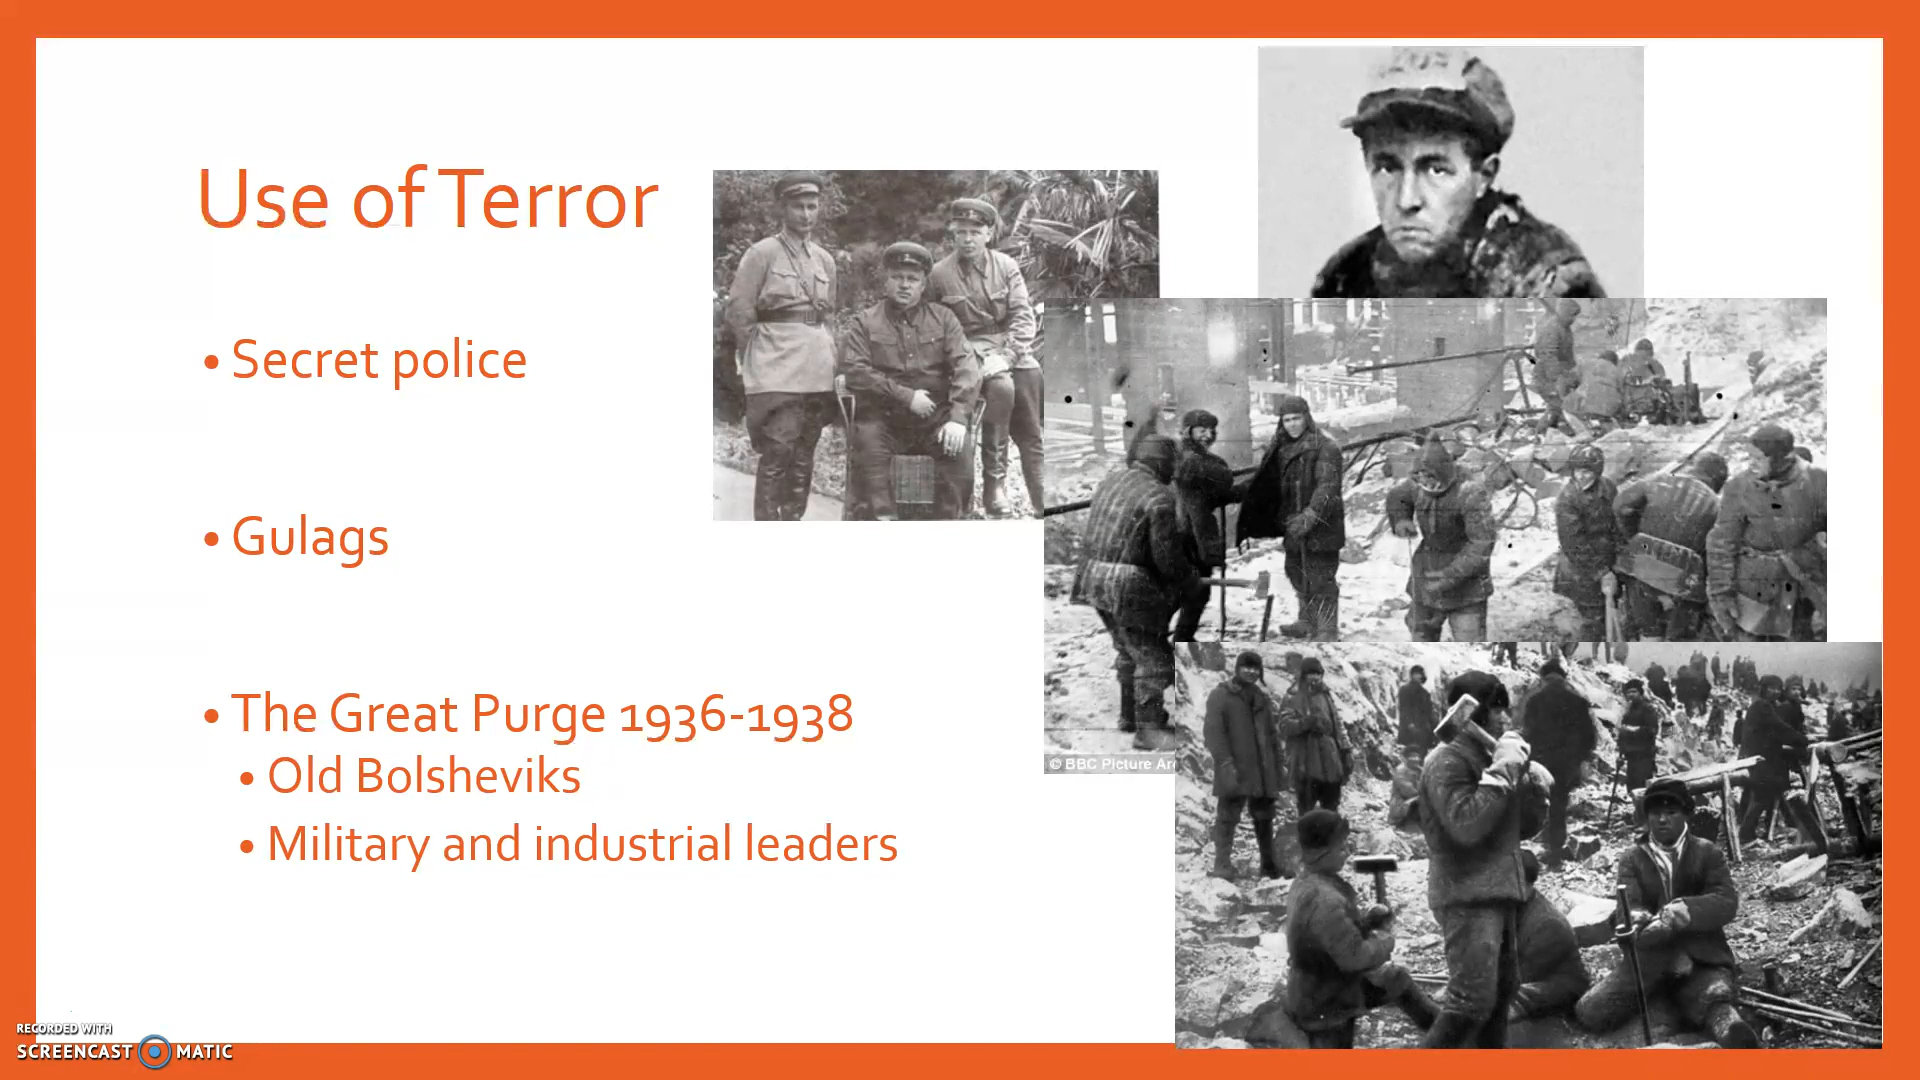 Use of Terror
• Secret police
• Gulags
• The Great Purge 1936-1938
• Old Bolsheviks
• Military and industrial leaders
© BBC Picture Ar
RECORDED WITH
SCREENCAST MATIC